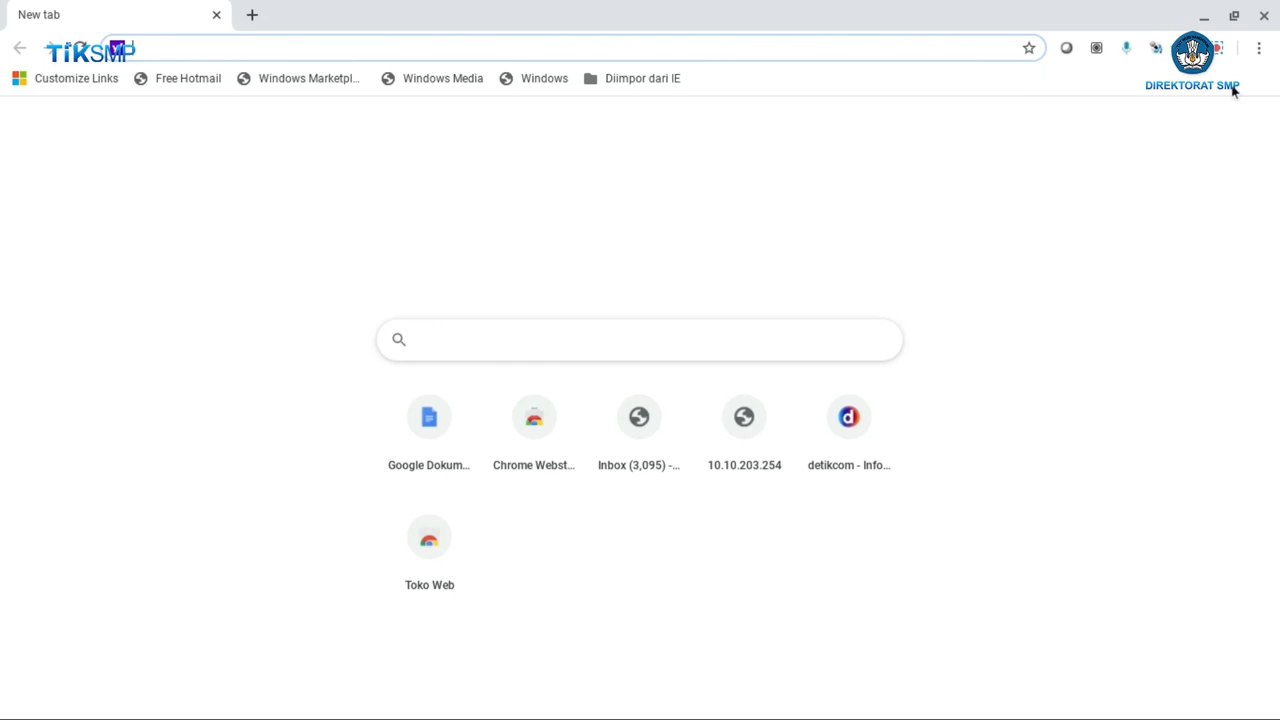 New tab
TiKSMP
DIREKTORAT SMP
Customize Links
Free Hotmail
Windows Marketpl...
Windows Media
Windows
Diimpor dari IE
Google Dokum...
Chrome Webst...
Inbox (3,095) -...
10.10.203.254
detikcom - Info...
Toko Web